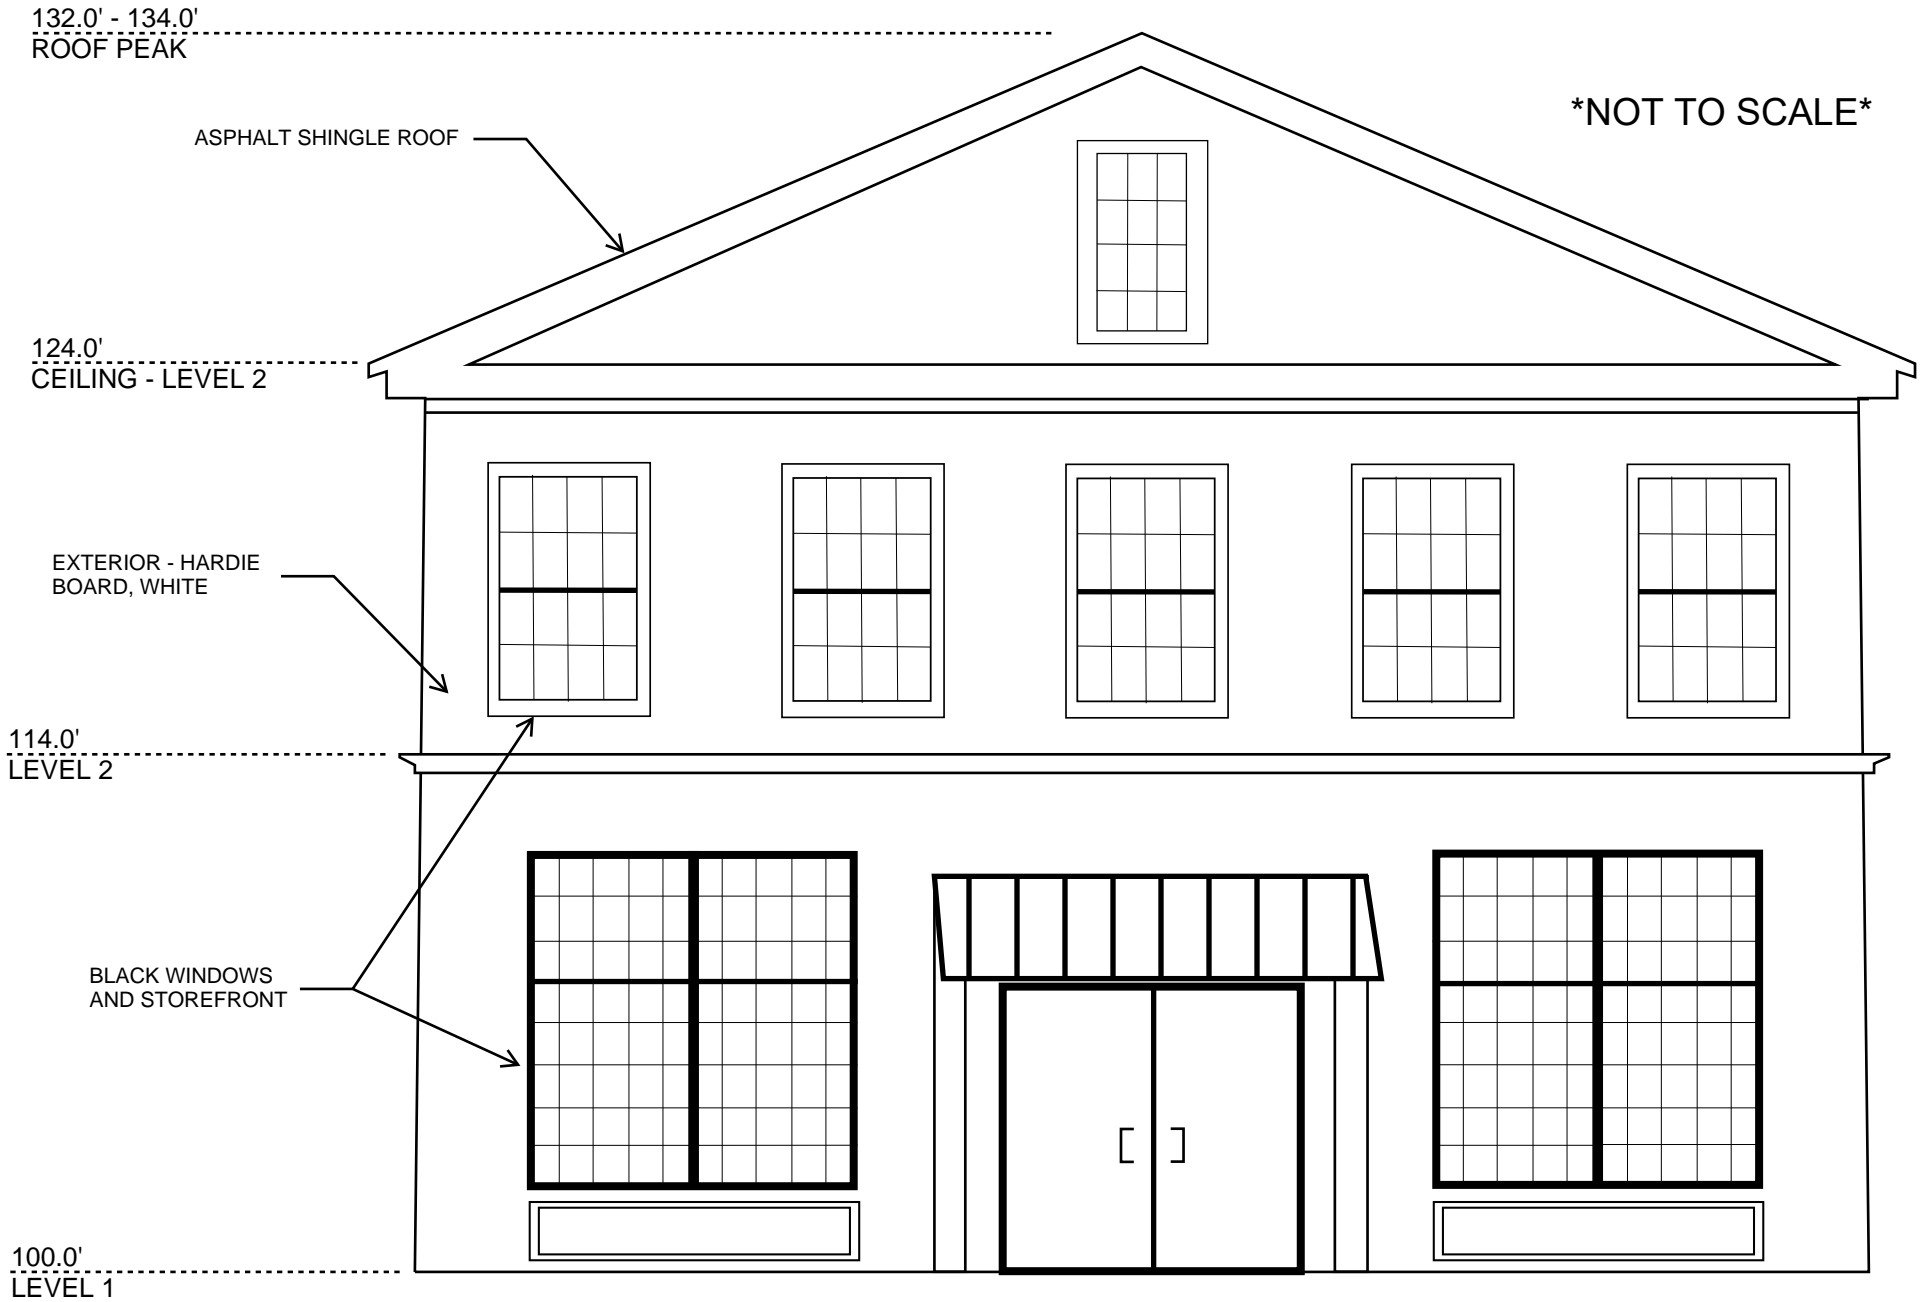 132.0' - 134.0'
ROOF PEAK
*NOT TO SCALE*
ASPHALT SHINGLE ROOF
124.0'
CEILING - LEVEL 2
EXTERIOR - HARDIE
BOARD, WHITE
114.0'
LEVEL 2
BLACK WINDOWS
AND STOREFRONT
100.0'
LEVEL 1